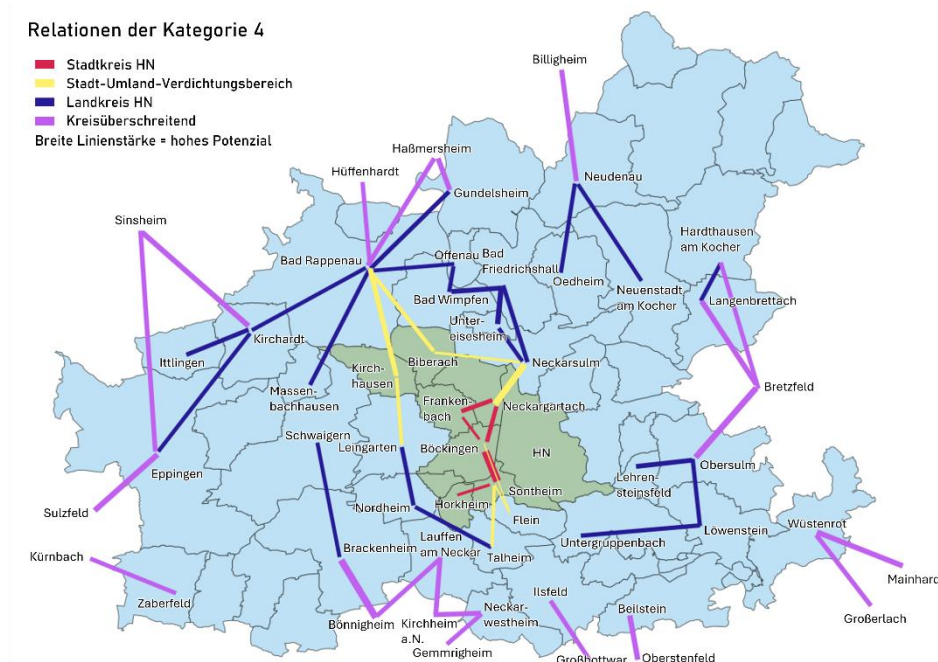 Relationen der Kategorie 4
Stadtkreis HN
Stadt-Umland-Verdichtungsbereich
Landkreis HN
Kreisüberschreitend
Breite Linienstärke = hohes Potenzial
Billigheim
Haßmersheim
Hüffenhardt
Neudenau
Gundelsheim
Sinsheim
Hardthausen
am Kocher
Bad Rappenau
Offenau
Bad
Friedrichshall
Oedheim
Neuenstadt
am Kocher
Bad Wimpfen
Langenbrettach
Unter-
eisesheim
Kirchardt
Ittlingen
Biberach
Neckarsulm
Kirch-
hausen
Massen-
bachhausen
Bretzfeld
Franken-
bach
Neckargartach
Schwaigern
Leingarten
Böckingen
HN
Obersulm
Lehren-
steinsfeld
Eppingen
Sontheim
Horkheim
Flein
Sulzfeld
Nordheim
Wüstenrot
Löwenstein
Untergruppenbach
Lauffen
am Neckar
Talheim
Brackenheim
Kürnbach
Mainhard
Zaberfeld
Ilsfeld
Beilstein
Großerlach
Bönnigheim
Kirchheim
a.N.
Neckar-
westheim
Gemmrigheim
Großbottwar
Oberstenfeld